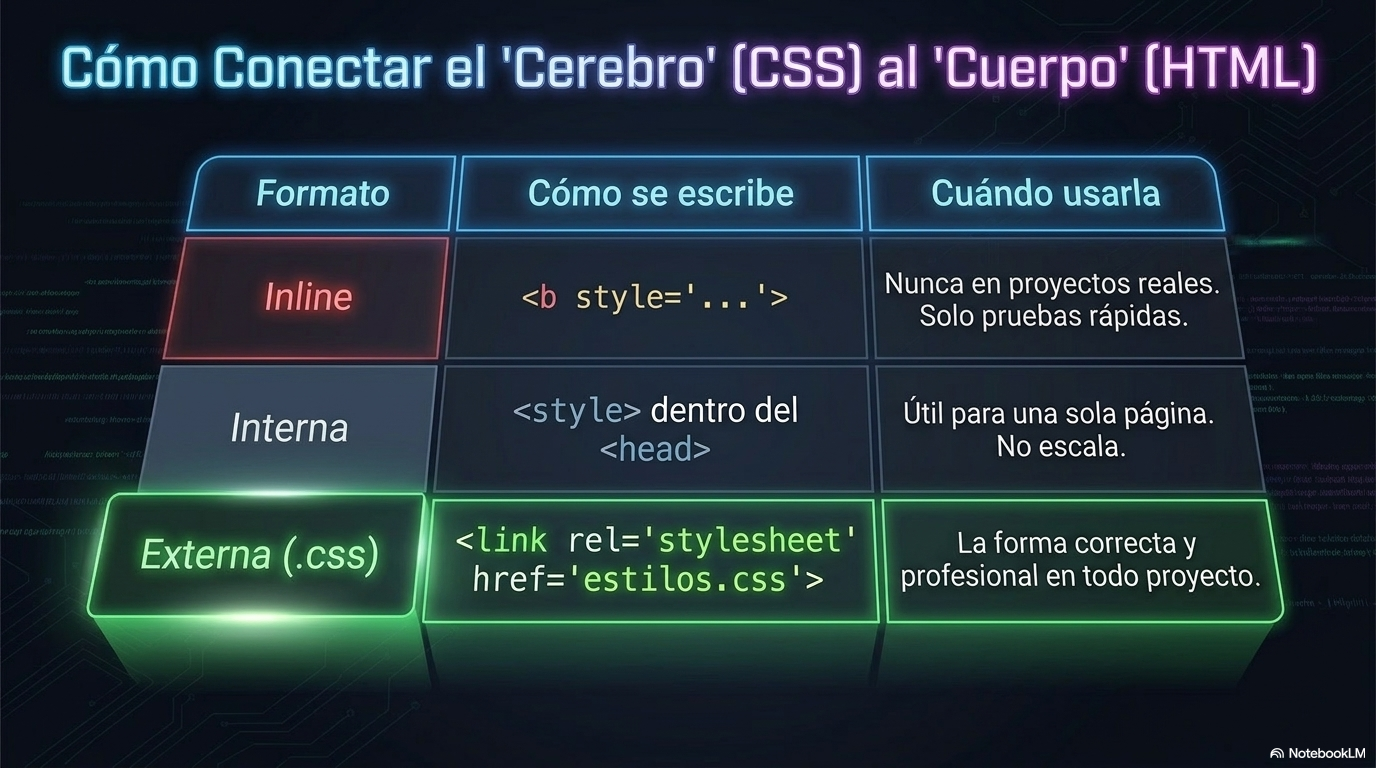 Cómo Conectar el 'Cerebro' (CSS) al 'Cuerpo' (HTML)
Formato
Cómo se escribe
Cuándo usarla
Inline
<b style='...'>
Nunca en proyectos reales.
Solo pruebas rápidas.
Interna
<style> dentro del
<head>
Útil para una sola página.
No escala.
Externa (.css)
<link rel='stylesheet'
href='estilos.css'>
La forma correcta y
profesional en todo proyecto.
NotebookLM